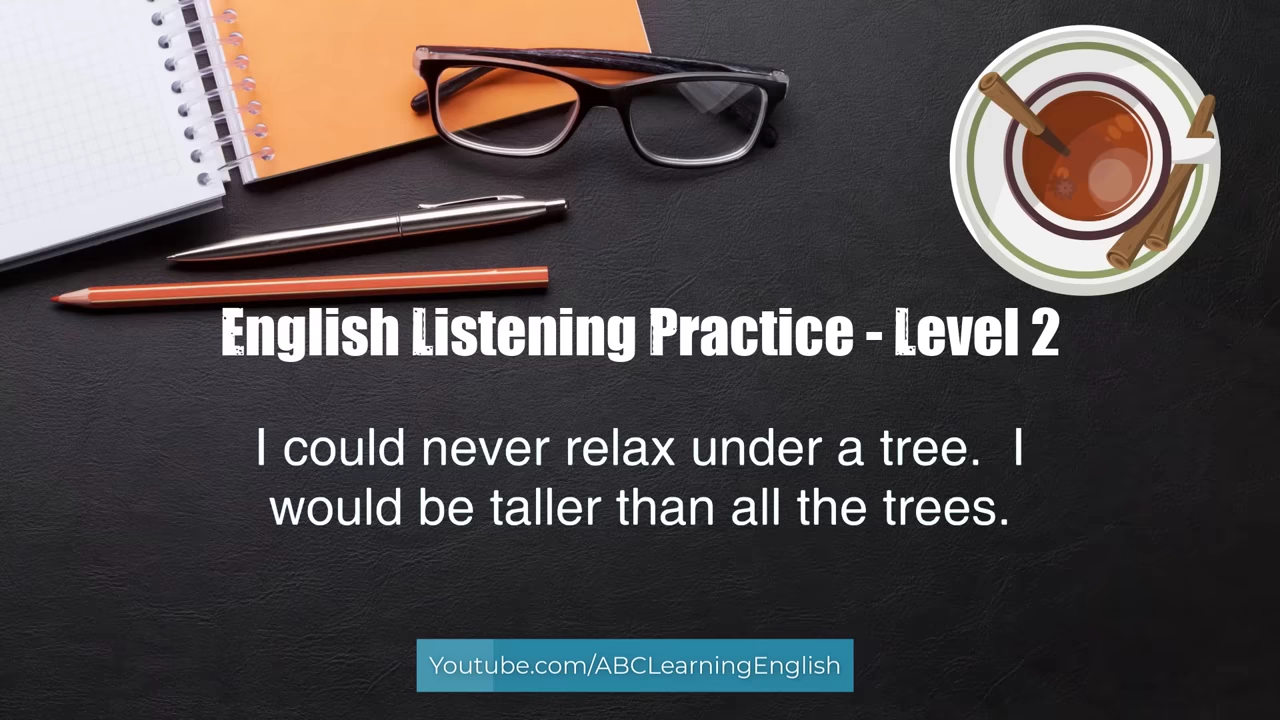 English Listening Practice - Level 2
I could never relax under a tree.  I
would be taller than all the trees.
Youtube.com/ABCLearningEnglish